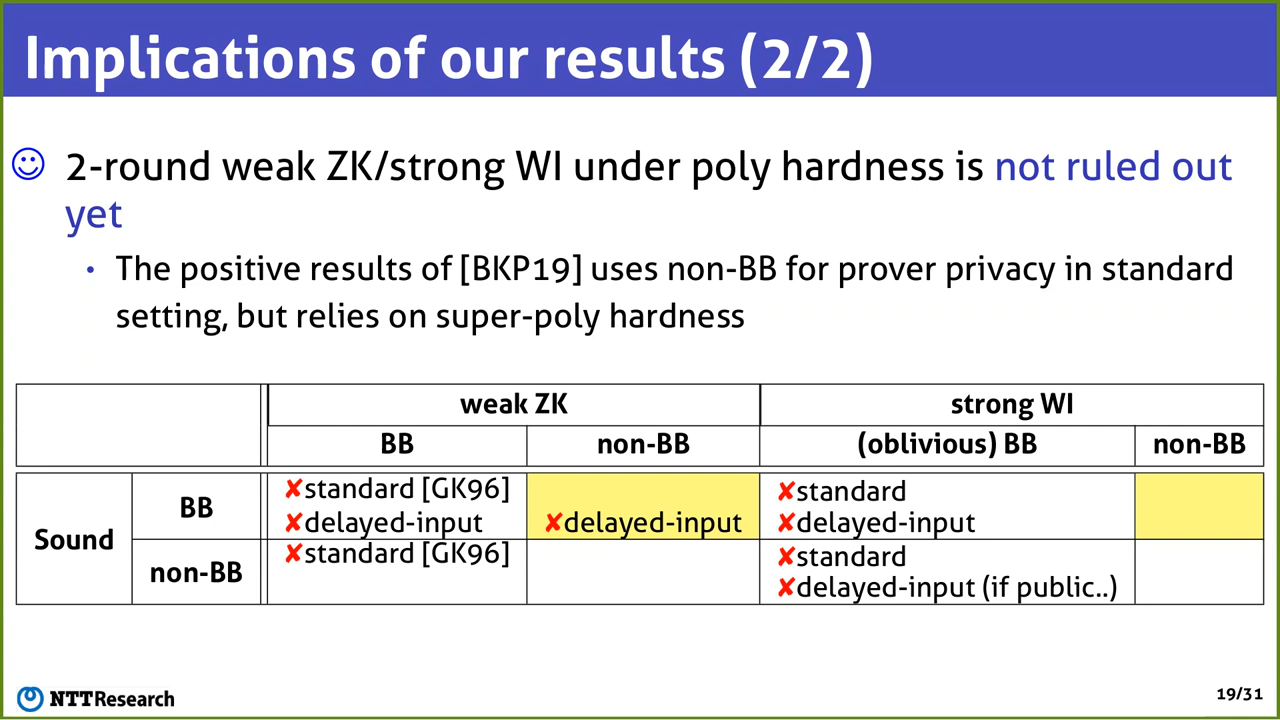 Implications of our results (2/2)
☺ 2-round weak ZK/strong WI under poly hardness is not ruled out
yet
• The positive results of [BKP19] uses non-BB for prover privacy in standard
setting, but relies on super-poly hardness
weak ZK strong WI
BB non-BB (oblivious) BB non-BB
Sound
BB
✘standard [GK96]
✘delayed-input
✘delayed-input
✘standard
✘delayed-input
non-BB
✘standard [GK96]
✘standard
✘delayed-input (if public..)
NTTResearch
19/31